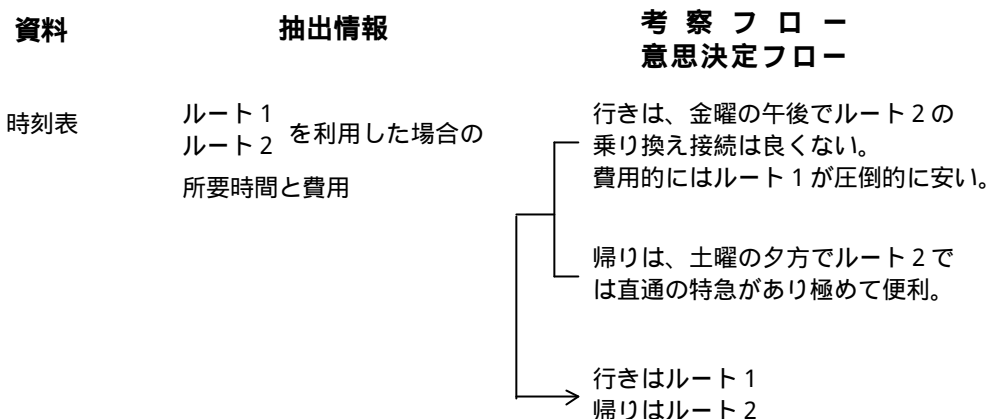 資料
抽出情報
考察フロー
意思決定フロー
時刻表
ルート1
ルート2
を利用した場合の
所要時間と費用
行きは、金曜の午後でルート2の
乗り換え接続は良くない。
費用的にはルート1が圧倒的に安い。
帰りは、土曜の夕方でルート2で
は直通の特急があり極めて便利。
行きはルート1
帰りはルート2